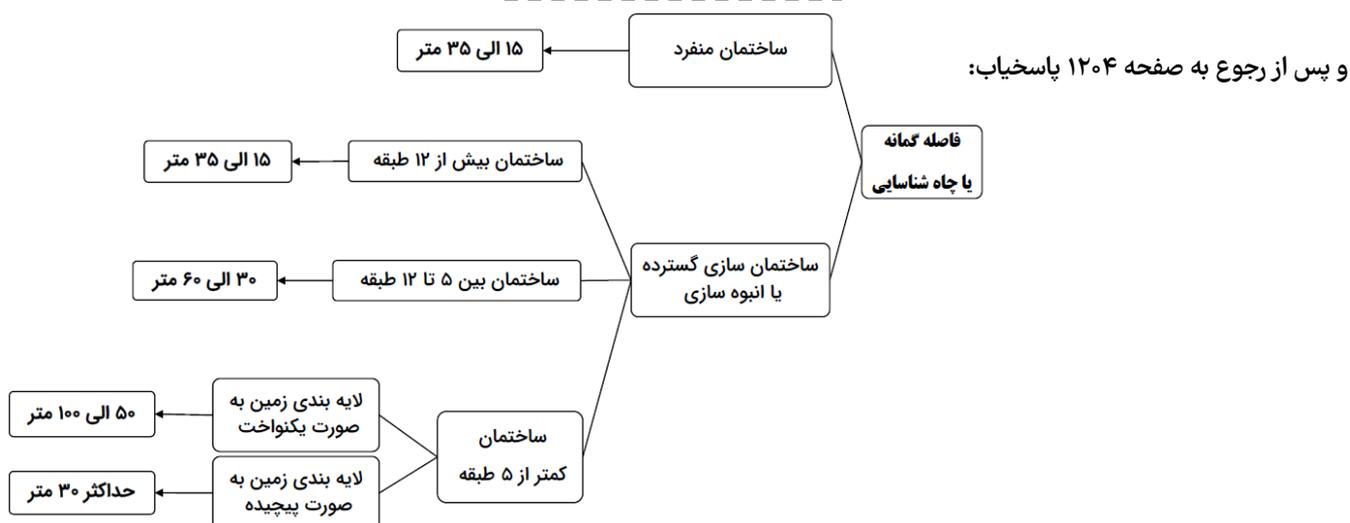 و پس از رجوع به صفحه ۱۲۰۴ پاسخیاب:
فاصله گمانه
یا چاه شناسایی
ساختمان منفرد
۱۵ الی ۳۵ متر
ساختمان سازی گسترده
یا انبوه سازی
ساختمان بیش از ۱۲ طبقه
۱۵ الی ۳۵ متر
ساختمان بین ۵ تا ۱۲ طبقه
۳۰ الی ۶۰ متر
ساختمان
کمتر از ۵ طبقه
لایه بندی زمین به
صورت یکنواخت
۵۰ الی ۱۰۰ متر
لایه بندی زمین به
صورت پیچیده
حداکثر ۳۰ متر